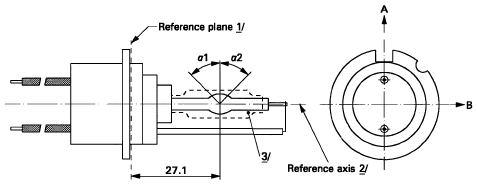 Reference plane 1/
A
α1 α2
B
3/
Reference axis 2/
27.1